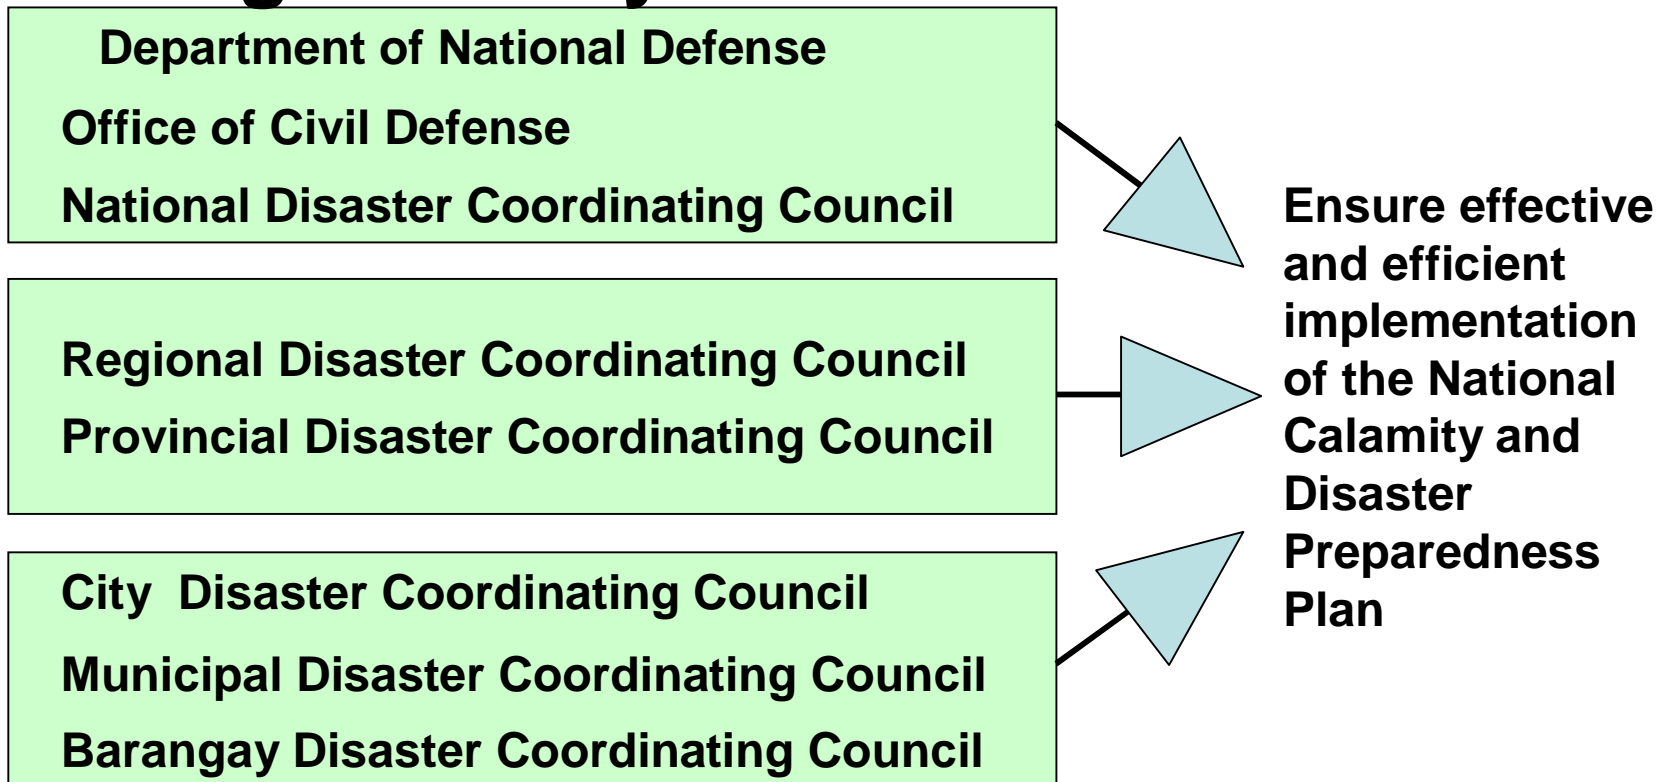 Department of National Defense
Office of Civil Defense
National Disaster Coordinating Council
Regional Disaster Coordinating Council
Provincial Disaster Coordinating Council
City Disaster Coordinating Council
Municipal Disaster Coordinating Council
Barangay Disaster Coordinating Council
Ensure effective
and efficient
implementation
of the National
Calamity and
Disaster
Preparedness
Plan